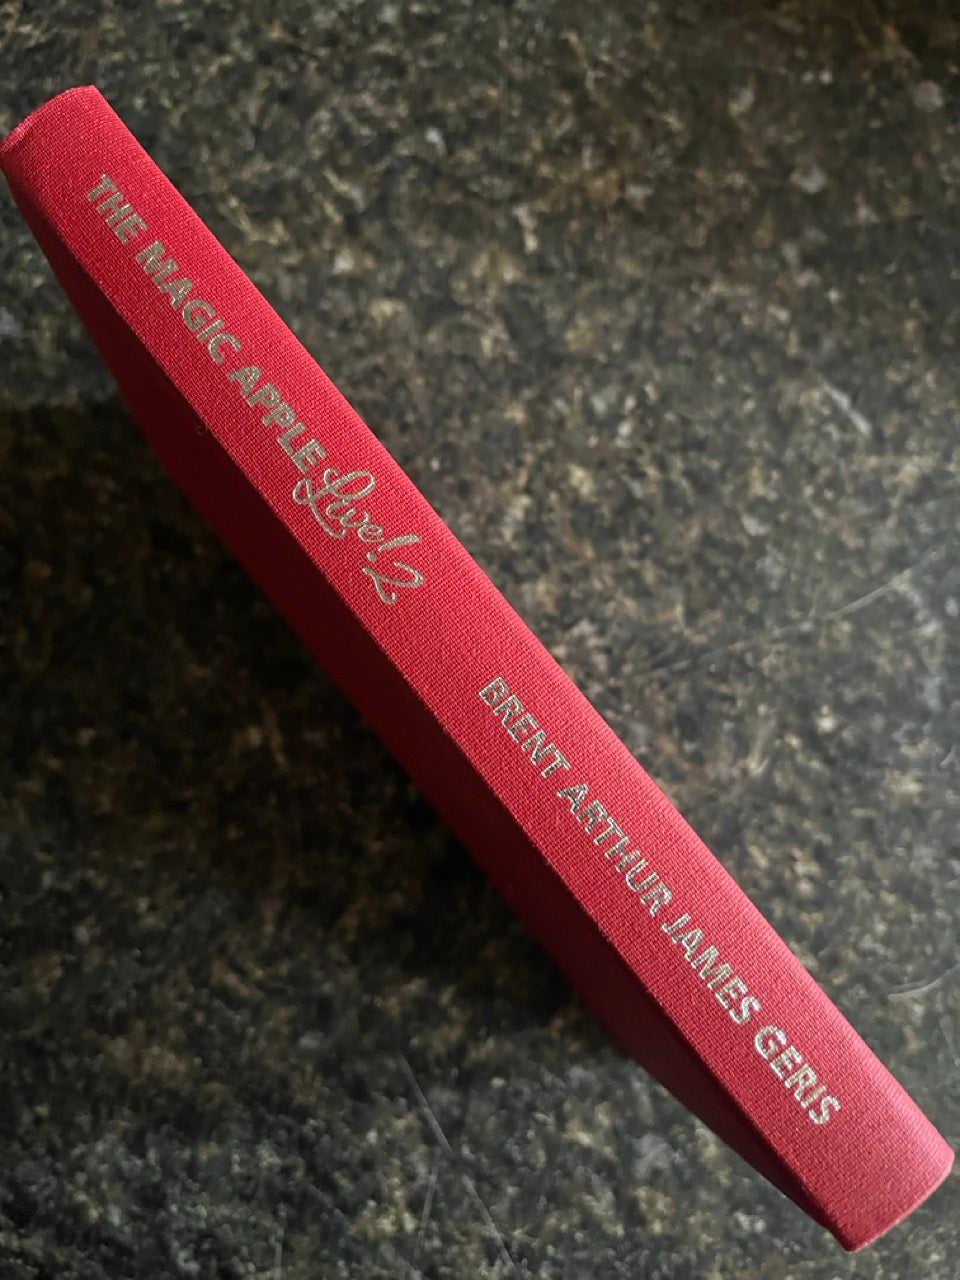 THE MAGIC APPLE Live! 2 BRENT ARTHUR JAMES GERIS